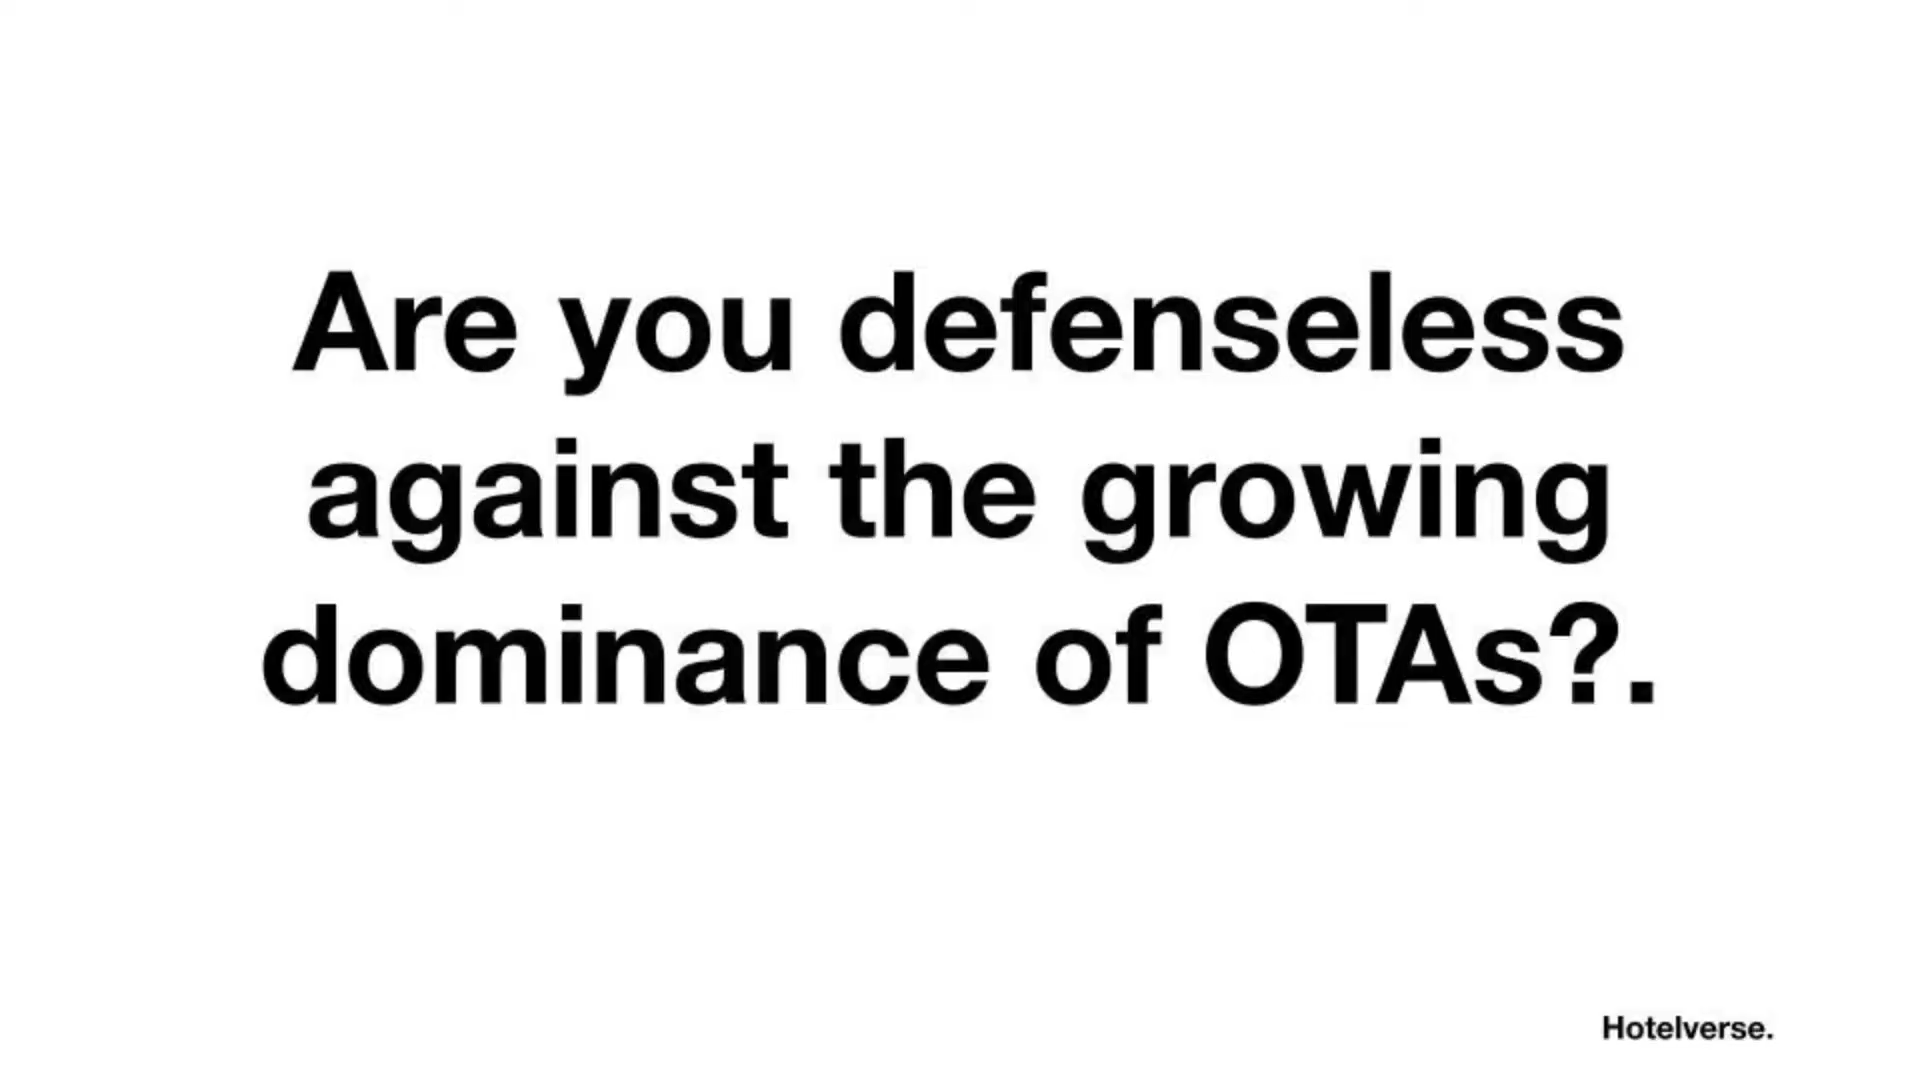 Are you defenseless
against the growing
dominance of OTAs?.
Hotelverse.